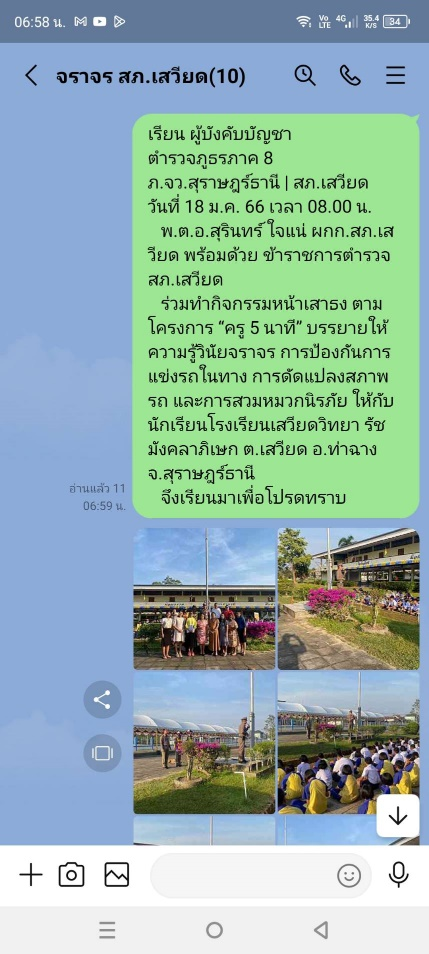 06:58 น.
Vo LTE 4G 35.4 K/S 34
จราจร สภ.เสวียด(10)
เรียน ผู้บังคับบัญชา
ตำรวจภูธรภาค 8
ภ.จว.สุราษฎร์ธานี | สภ.เสวียด
วันที่ 18 ม.ค. 66 เวลา 08.00 น.
พ.ต.อ.สุรินทร์ ใจแน่ ผกก.สภ.เส
วียด พร้อมด้วย ข้าราชการตำรวจ
สภ.เสวียด
ร่วมทำกิจกรรมหน้าเสาธง ตาม
โครงการ “ครู 5 นาที” บรรยายให้
ความรู้วินัยจราจร การป้องกันการ
แข่งรถในทาง การดัดแปลงสภาพ
รถ และการสวมหมวกนิรภัย ให้กับ
นักเรียนโรงเรียนเสวียดวิทยา รัช
มังคลาภิเษก ต.เสวียด อ.ท่าฉาง
จ.สุราษฎร์ธานี
จึงเรียนมาเพื่อโปรดทราบ
อ่านแล้ว 11
06:59 น.